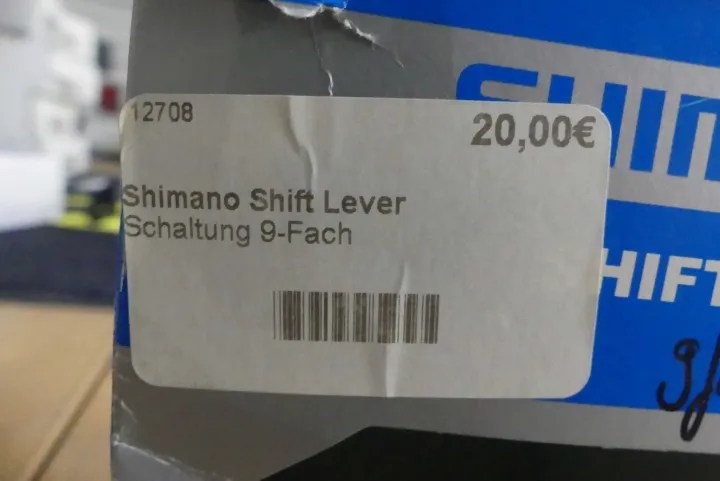 12708
20,00€
Shimano Shift Lever
Schaltung 9-Fach